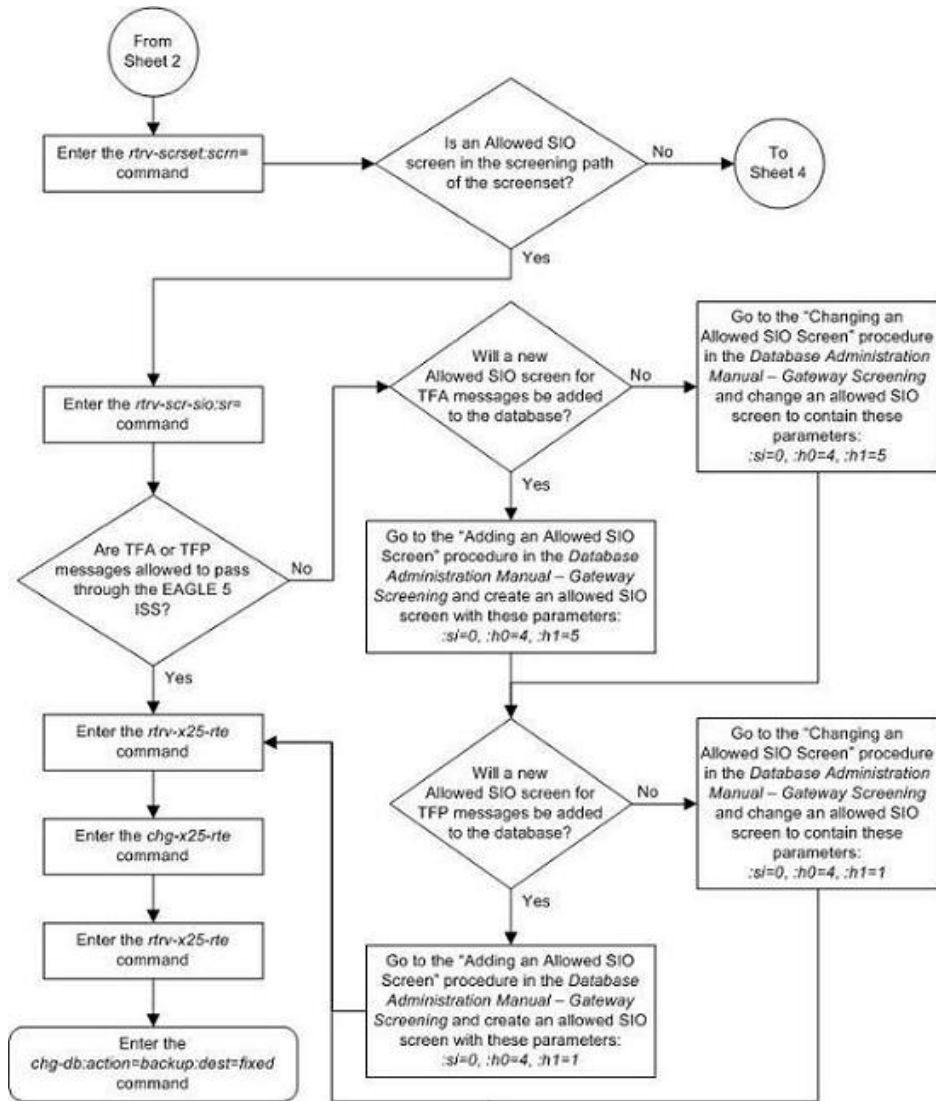 From
Sheet 2
Enter the rtrv-scrset:scrn=
command
Is an Allowed SIO
screen in the screening path
of the screenset?
No
To
Sheet 4
Yes
Enter the rtrv-scr-sio:sr=
command
Are TFA or TFP
messages allowed to pass
through the EAGLE 5
ISS?
No
Yes
Will a new
Allowed SIO screen for
TFA messages be added
to the database?
No
Go to the “Changing an
Allowed SIO Screen” procedure
in the Database Administration
Manual – Gateway Screening
and change an allowed SIO
screen to contain these
parameters:
:si=0, :h0=4, :h1=5
Yes
Go to the “Adding an Allowed SIO
Screen” procedure in the Database
Administration Manual – Gateway
Screening and create an allowed SIO
screen with these parameters:
:si=0, :h0=4, :h1=5
Will a new
Allowed SIO screen for
TFP messages be added
to the database?
No
Go to the “Changing an
Allowed SIO Screen” procedure
in the Database Administration
Manual – Gateway Screening
and change an allowed SIO
screen to contain these
parameters:
:si=0, :h0=4, :h1=1
Yes
Go to the “Adding an Allowed SIO
Screen” procedure in the Database
Administration Manual – Gateway
Screening and create an allowed SIO
screen with these parameters:
:si=0, :h0=4, :h1=1
Enter the rtrv-x25-rte
command
Enter the chg-x25-rte
command
Enter the rtrv-x25-rte
command
Enter the
chg-db:action=backup:dest=fixed
command